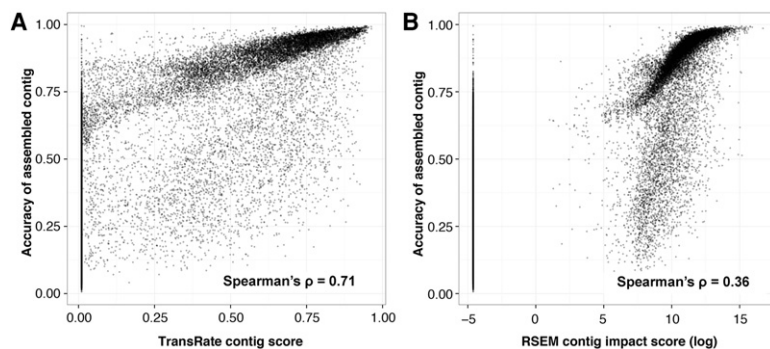 A
Accuracy of assembled contig
1.00
0.75
0.50
0.25
0.00
Spearman's ρ = 0.71
0.00 0.25 0.50 0.75 1.00
TransRate contig score
B
Accuracy of assembled contig
1.00
0.75
0.50
0.25
0.00
Spearman's ρ = 0.36
−5 0 5 10 15
RSEM contig impact score (log)